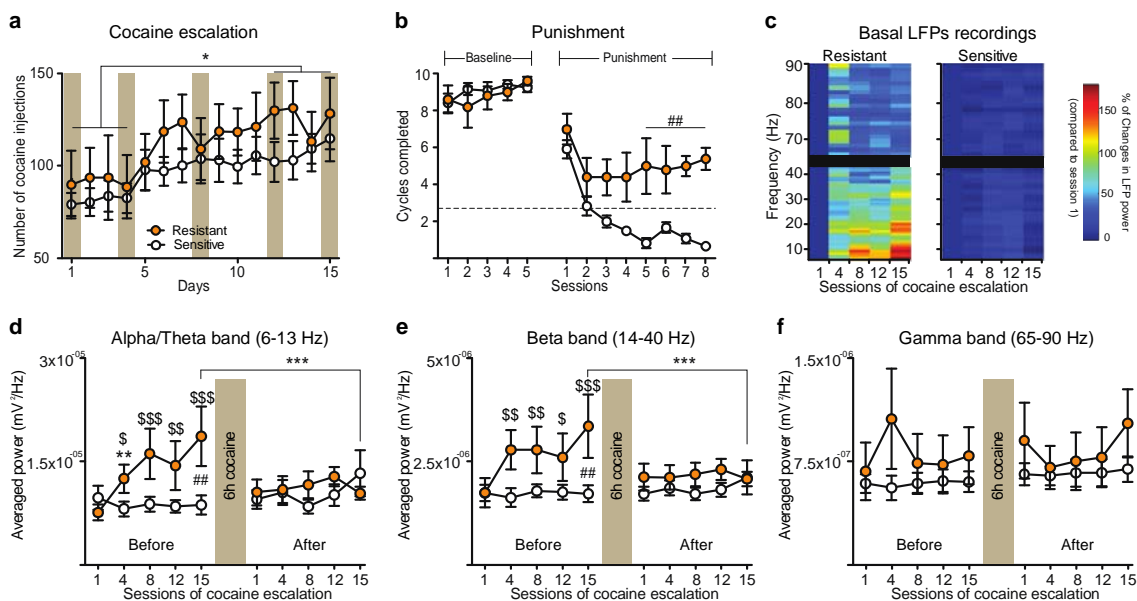 a
Cocaine escalation
*
150
100
50
Number of cocaine injections
Resistant
Sensitive
1 5 10 15
Days
b
Punishment
Baseline
Punishment
10
8
6
4
2
Cycles completed
##
1 2 3 4 5 1 2 3 4 5 6 7 8
Sessions
c
Basal LFPs recordings
Resistant
Sensitive
90
70
40
30
20
10
Frequency (Hz)
1 4 8 12 15 1 4 8 12 15
Sessions of cocaine escalation
150
100
50
0
% of Changes in LFP power
(compared to session 1)
d
Alpha/Theta band (6-13 Hz)
3x10-05
1.5x10-05
Averaged power (mV2/Hz)
***
$
**
$$$
$$
$$$
##
6h cocaine
Before
After
1 4 8 12 15 1 4 8 12 15
Sessions of cocaine escalation
e
Beta band (14-40 Hz)
5x10-06
2.5x10-06
Averaged power (mV2/Hz)
***
$$
$$
$
$$$
##
6h cocaine
Before
After
1 4 8 12 15 1 4 8 12 15
Sessions of cocaine escalation
f
Gamma band (65-90 Hz)
1.5x10-06
7.5x10-07
Averaged power (mV2/Hz)
6h cocaine
Before
After
1 4 8 12 15 1 4 8 12 15
Sessions of cocaine escalation